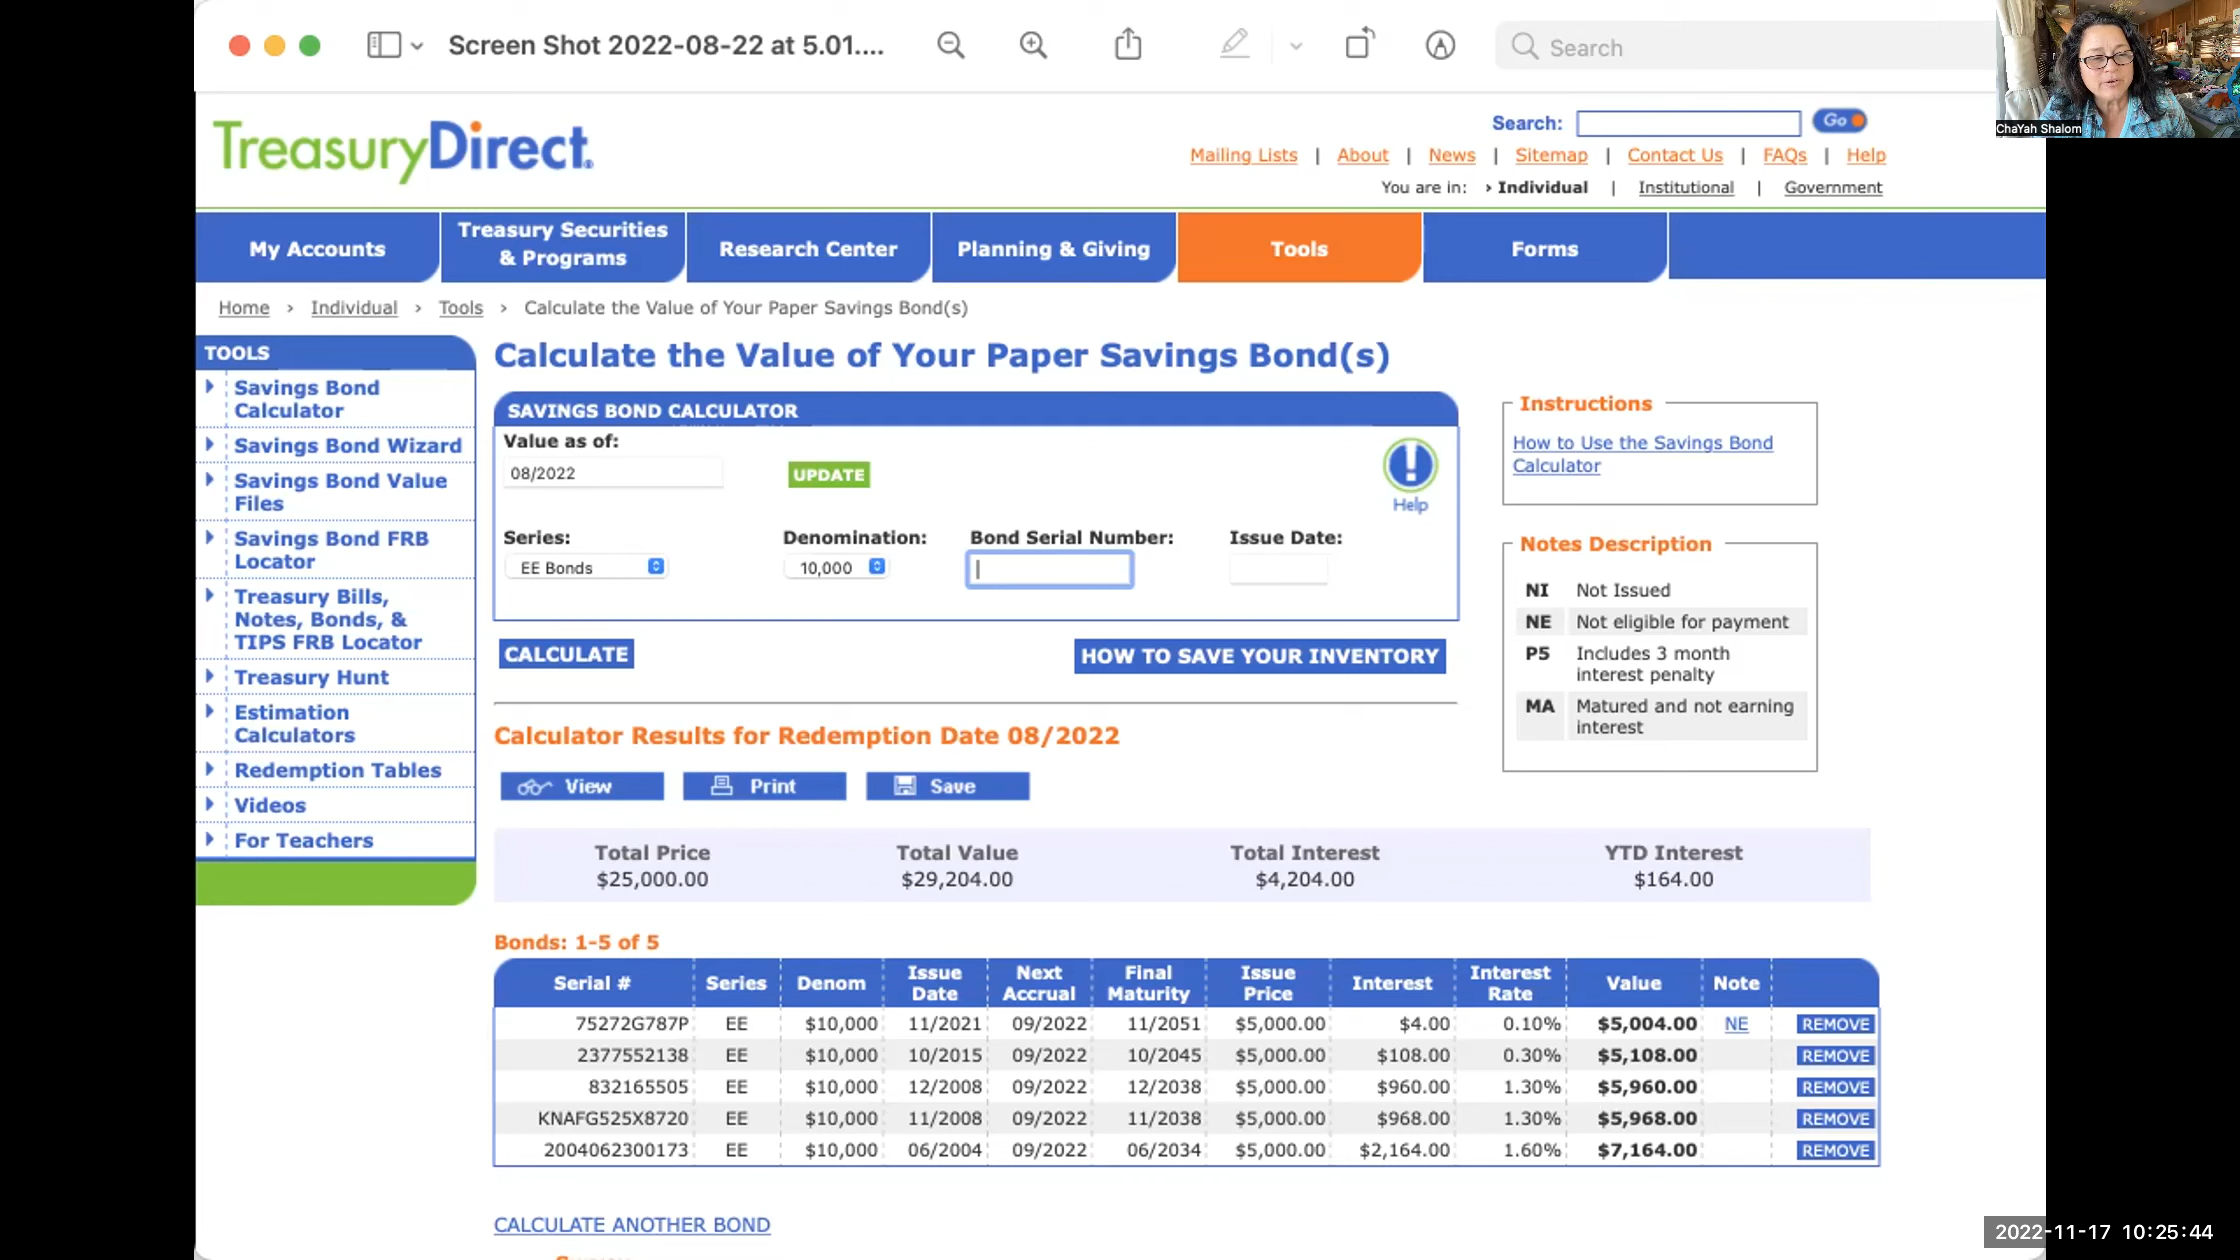 Screen Shot 2022-08-22 at 5.01....
Search
ChaYah Shalom
TreasuryDirect.
Search:
Go
Mailing Lists | About | News | Sitemap | Contact Us | FAQs | Help
You are in: › Individual | Institutional | Government
My Accounts
Treasury Securities
& Programs
Research Center
Planning & Giving
Tools
Forms
Home › Individual › Tools › Calculate the Value of Your Paper Savings Bond(s)
TOOLS
Savings Bond
Calculator
Savings Bond Wizard
Savings Bond Value
Files
Savings Bond FRB
Locator
Treasury Bills,
Notes, Bonds, &
TIPS FRB Locator
Treasury Hunt
Estimation
Calculators
Redemption Tables
Videos
For Teachers
Calculate the Value of Your Paper Savings Bond(s)
SAVINGS BOND CALCULATOR
Value as of:
08/2022
UPDATE
Help
Series: Denomination: Bond Serial Number: Issue Date:
EE Bonds 10,000
CALCULATE
HOW TO SAVE YOUR INVENTORY
Instructions
How to Use the Savings Bond
Calculator
Notes Description
NI Not Issued
NE Not eligible for payment
P5 Includes 3 month
interest penalty
MA Matured and not earning
interest
Calculator Results for Redemption Date 08/2022
View Print Save
Total Price Total Value Total Interest YTD Interest
$25,000.00 $29,204.00 $4,204.00 $164.00
Bonds: 1-5 of 5
Serial # Series Denom Issue Date Next Accrual Final Maturity Issue Price Interest Interest Rate Value Note
75272G787P EE $10,000 11/2021 09/2022 11/2051 $5,000.00 $4.00 0.10% $5,004.00 NE REMOVE
2377552138 EE $10,000 10/2015 09/2022 10/2045 $5,000.00 $108.00 0.30% $5,108.00 REMOVE
832165505 EE $10,000 12/2008 09/2022 12/2038 $5,000.00 $960.00 1.30% $5,960.00 REMOVE
KNAFG525X8720 EE $10,000 11/2008 09/2022 11/2038 $5,000.00 $968.00 1.30% $5,968.00 REMOVE
2004062300173 EE $10,000 06/2004 09/2022 06/2034 $5,000.00 $2,164.00 1.60% $7,164.00 REMOVE
CALCULATE ANOTHER BOND
2022-11-17 10:25:44